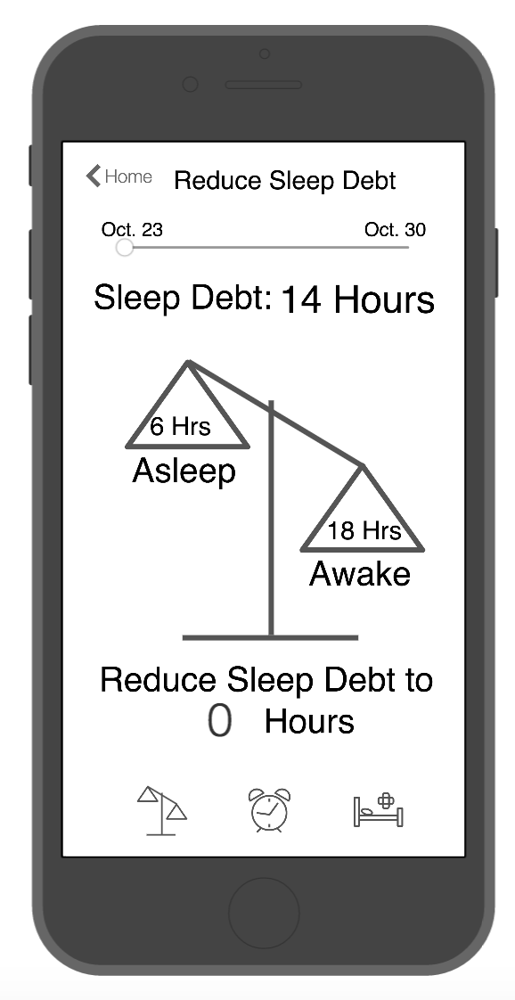 Home Reduce Sleep Debt
Oct. 23 Oct. 30
Sleep Debt: 14 Hours
6 Hrs
Asleep
18 Hrs
Awake
Reduce Sleep Debt to
0 Hours